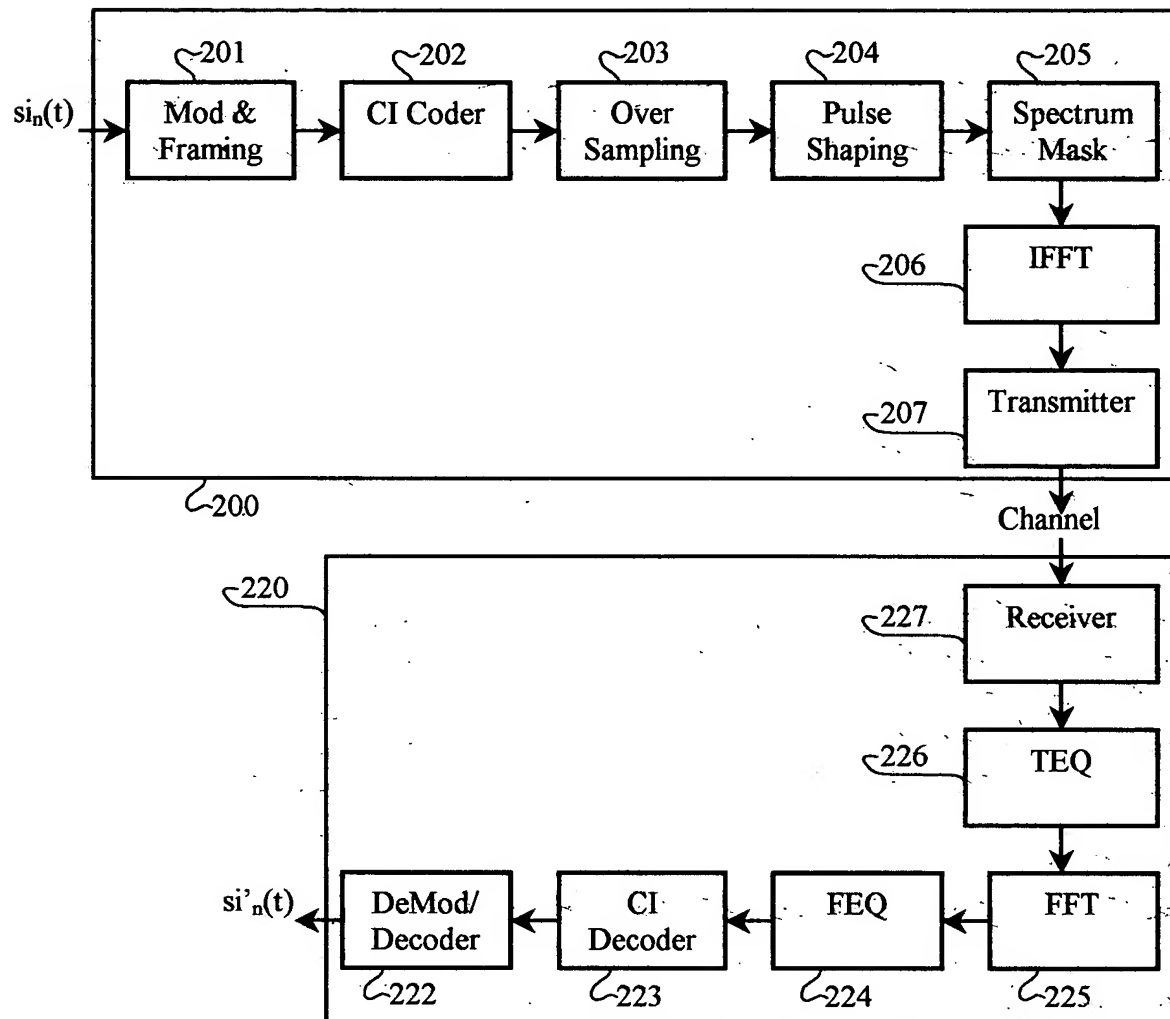 201
202
203
204
205
si_n(t)
Mod &
Framing
CI Coder
Over
Sampling
Pulse
Shaping
Spectrum
Mask
206
IFFT
207
Transmitter
200
Channel
220
227
Receiver
226
TEQ
si'_n(t)
DeMod/
Decoder
CI
Decoder
FEQ
FFT
222
223
224
225